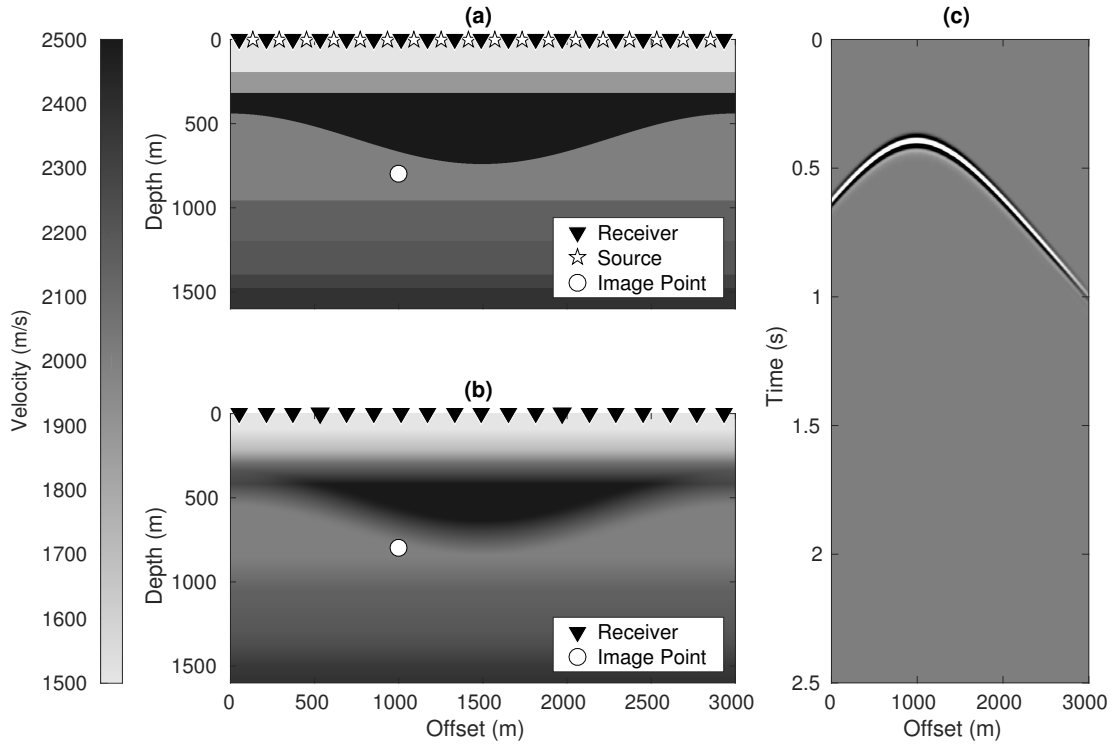 (a)
(c)
2500
2400
2300
2200
2100
2000
1900
1800
1700
1600
1500
Velocity (m/s)
0
500
1000
1500
Depth (m)
Receiver
Source
Image Point
(b)
0
500
1000
1500
Depth (m)
Receiver
Image Point
0 500 1000 1500 2000 2500 3000
Offset (m)
0
0.5
1
1.5
2
2.5
Time (s)
0 1000 2000 3000
Offset (m)